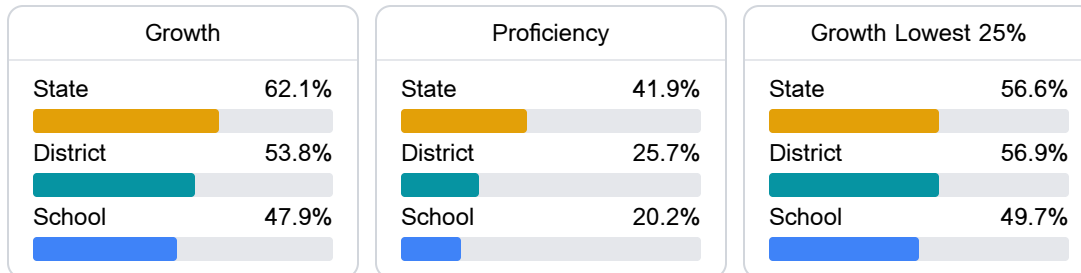 Growth
State 62.1%
District 53.8%
School 47.9%
Proficiency
State 41.9%
District 25.7%
School 20.2%
Growth Lowest 25%
State 56.6%
District 56.9%
School 49.7%